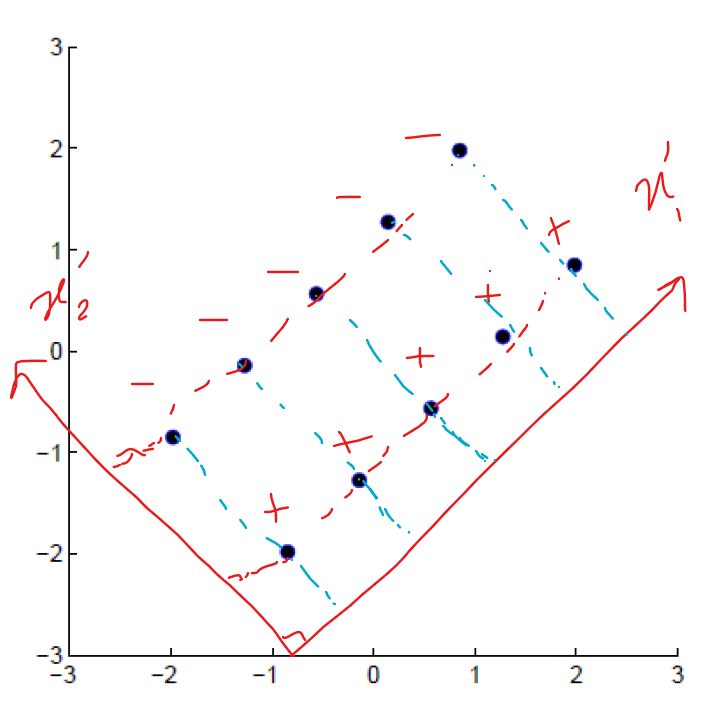 3
2
1
0
−1
−2
−3
−3 −2 −1 0 1 2 3
x'₁
x'₂
− − − − −
+ + + + +